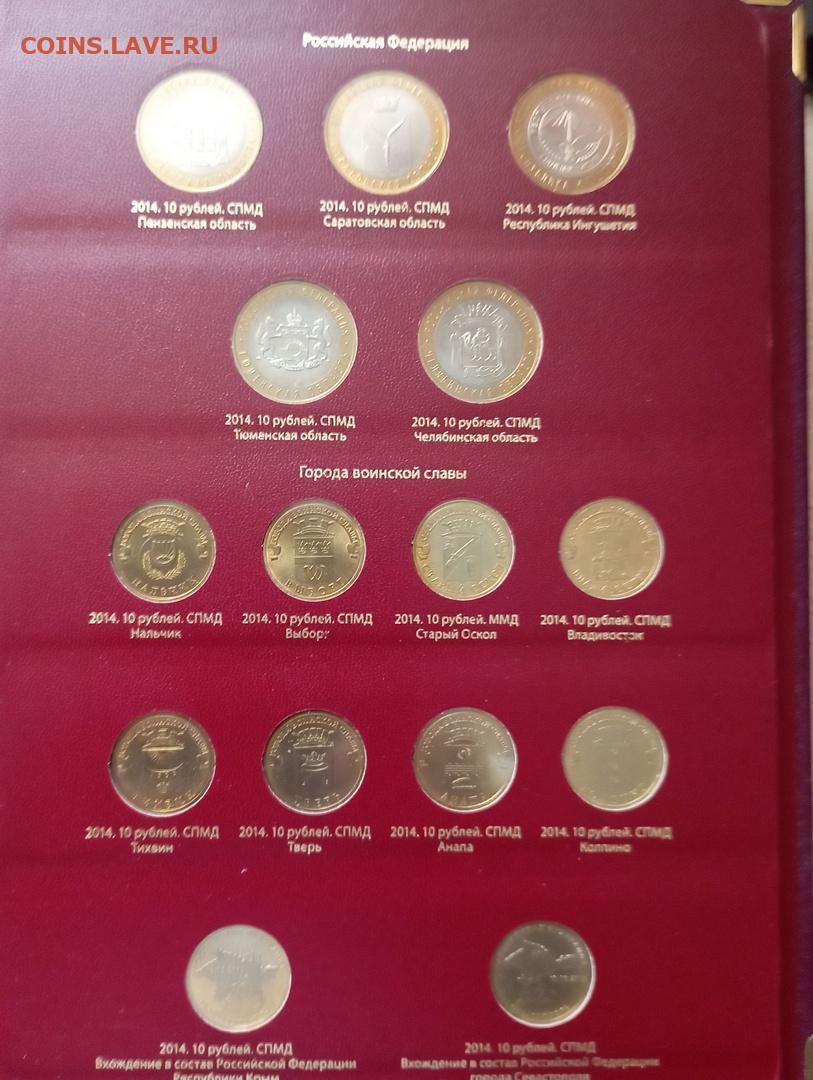 COINS.LAVE.RU
Российская Федерация
2014. 10 рублей. СПМД
Пензенская область
2014. 10 рублей. СПМД
Саратовская область
2014. 10 рублей. СПМД
Республика Ингушетия
2014. 10 рублей. СПМД
Тюменская область
2014. 10 рублей. СПМД
Челябинская область
Города воинской славы
НАЛЬЧИК
ВЫБОРГ
2014. 10 рублей. СПМД
Нальчик
2014. 10 рублей. СПМД
Выборг
2014. 10 рублей. ММД
Старый Оскол
2014. 10 рублей. СПМД
Владивосток
ТИХВИН
ТВЕРЬ
АНАПА
2014. 10 рублей. СПМД
Тихвин
2014. 10 рублей. СПМД
Тверь
2014. 10 рублей. СПМД
Анапа
2014. 10 рублей. СПМД
Колпино
2014. 10 рублей. СПМД
Вхождение в состав Российской Федерации
Республики Крым
2014. 10 рублей. СПМД
Вхождение в состав Российской Федерации
города Севастополя